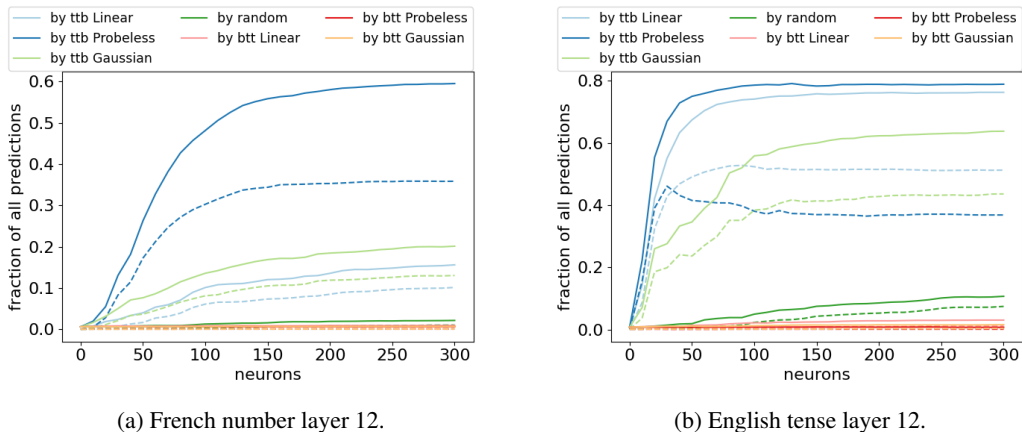 by ttb Linear
by ttb Probeless
by ttb Gaussian
by random
by btt Linear
by btt Probeless
by btt Gaussian
fraction of all predictions
0.6
0.5
0.4
0.3
0.2
0.1
0.0
0 50 100 150 200 250 300
neurons
(a) French number layer 12.
by ttb Linear
by ttb Probeless
by ttb Gaussian
by random
by btt Linear
by btt Probeless
by btt Gaussian
fraction of all predictions
0.8
0.6
0.4
0.2
0.0
0 50 100 150 200 250 300
neurons
(b) English tense layer 12.